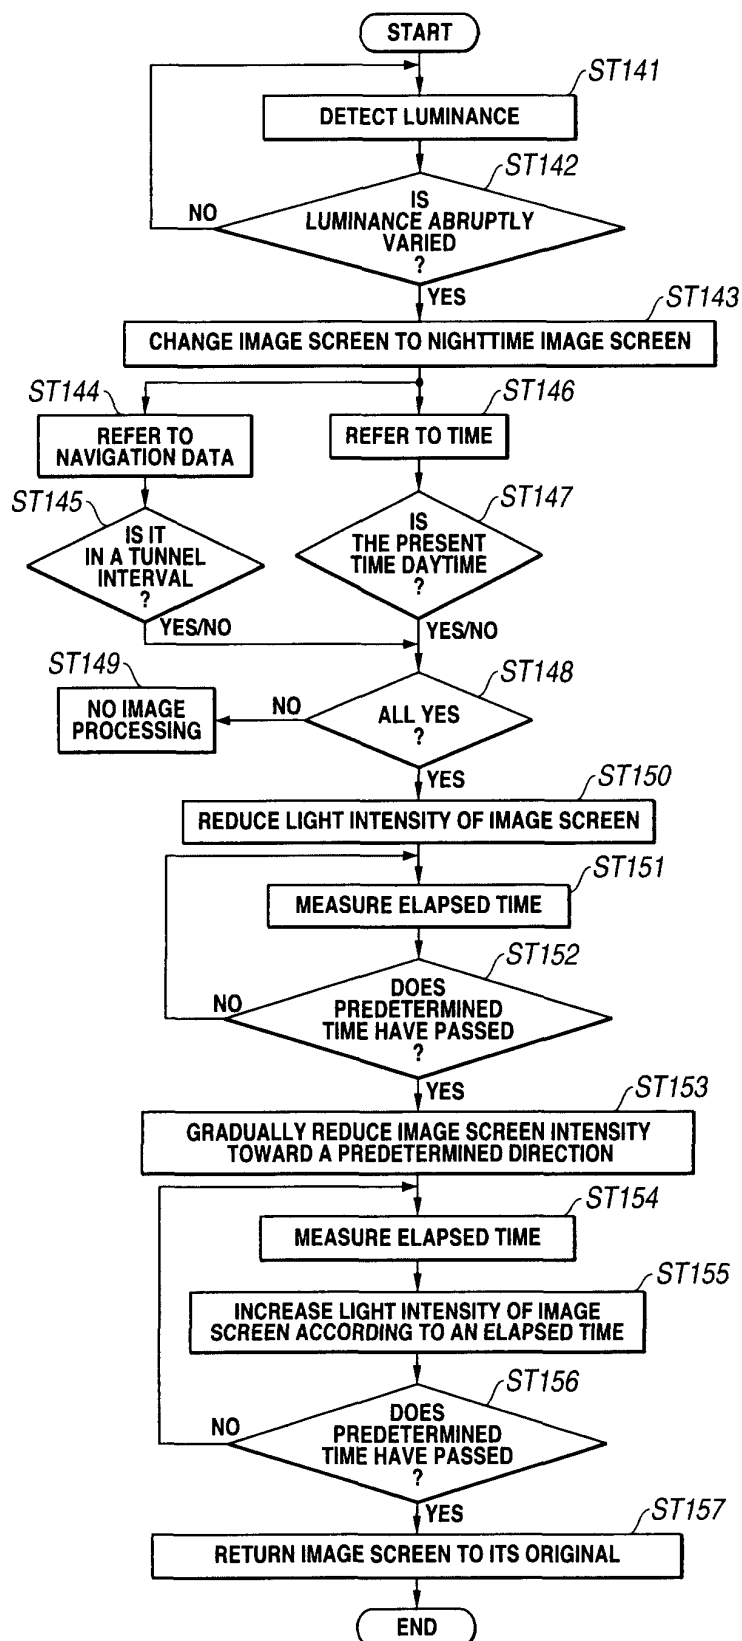 START
ST141
DETECT LUMINANCE
ST142
IS
LUMINANCE ABRUPTLY
VARIED
?
NO
YES
ST143
CHANGE IMAGE SCREEN TO NIGHTTIME IMAGE SCREEN
ST144
REFER TO
NAVIGATION DATA
ST146
REFER TO TIME
ST145
IS IT
IN A TUNNEL
INTERVAL
?
YES/NO
ST147
IS
THE PRESENT
TIME DAYTIME
?
YES/NO
ST149
NO IMAGE
PROCESSING
NO
ST148
ALL YES
?
YES
ST150
REDUCE LIGHT INTENSITY OF IMAGE SCREEN
ST151
MEASURE ELAPSED TIME
ST152
DOES
PREDETERMINED
TIME HAVE PASSED
?
NO
YES
ST153
GRADUALLY REDUCE IMAGE SCREEN INTENSITY
TOWARD A PREDETERMINED DIRECTION
ST154
MEASURE ELAPSED TIME
ST155
INCREASE LIGHT INTENSITY OF IMAGE
SCREEN ACCORDING TO AN ELAPSED TIME
ST156
DOES
PREDETERMINED
TIME HAVE PASSED
?
NO
YES
ST157
RETURN IMAGE SCREEN TO ITS ORIGINAL
END